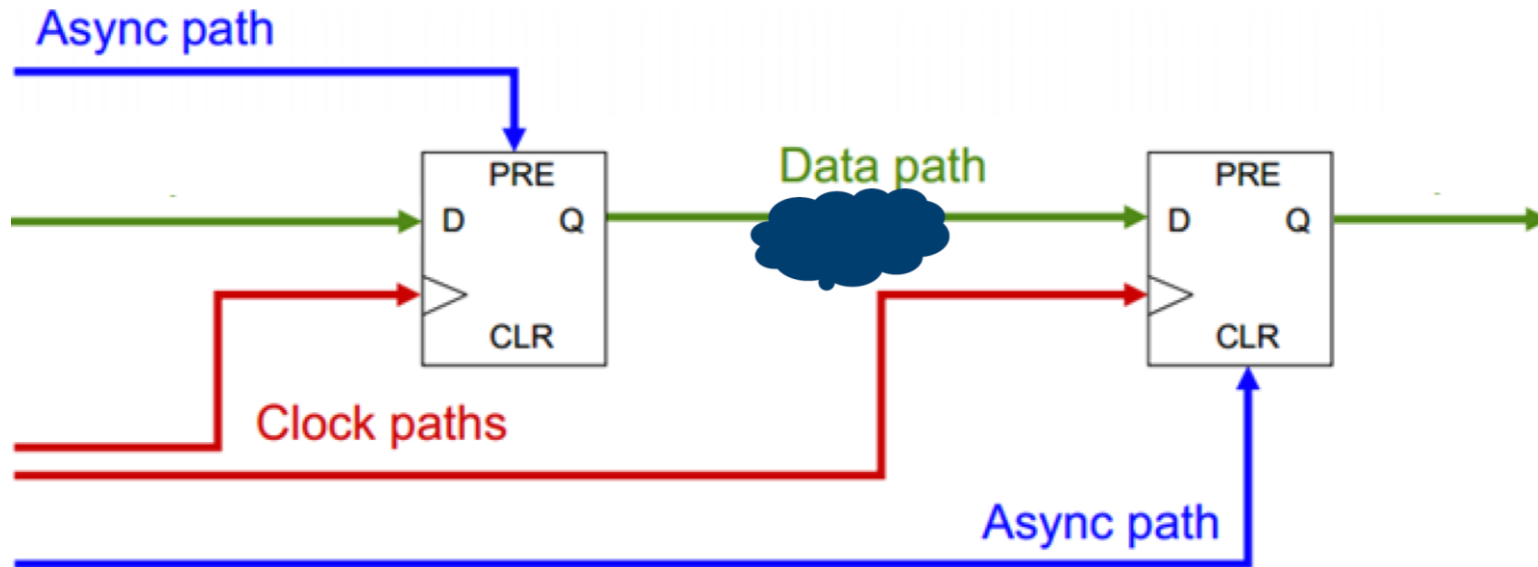 Async path
Data path
PRE
PRE
D
Q
D
Q
CLR
CLR
Clock paths
Async path